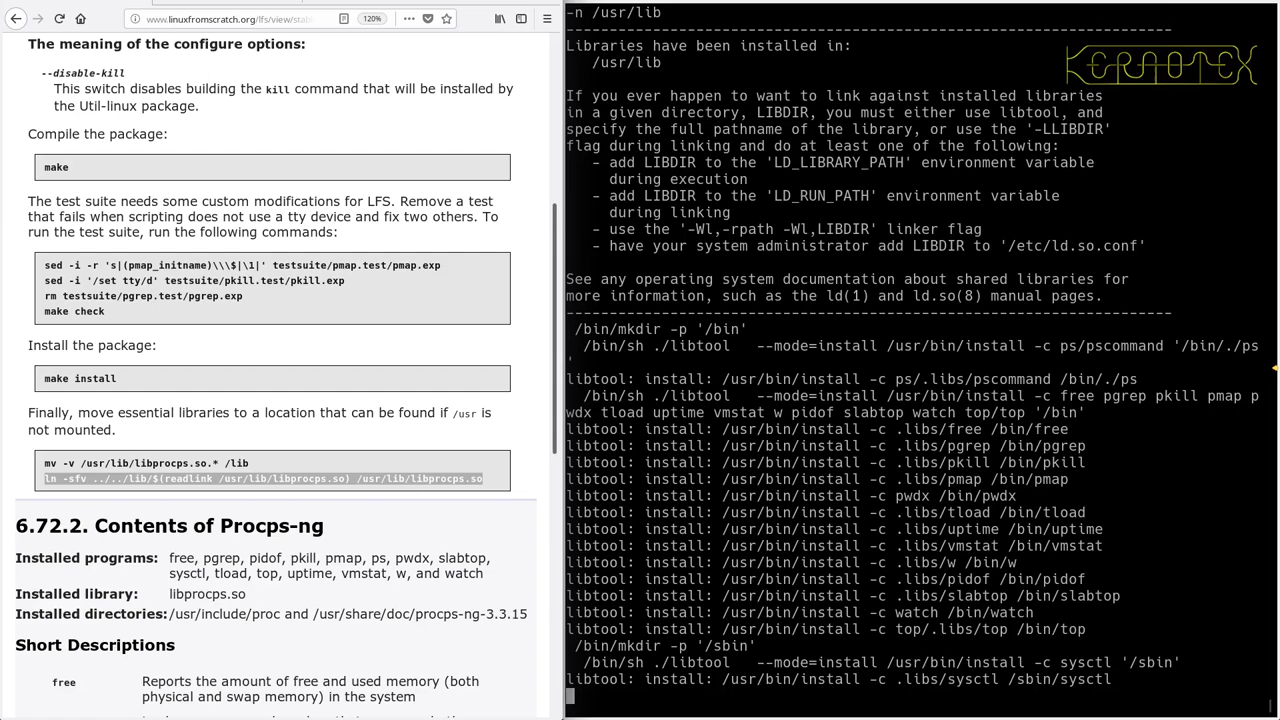 www.linuxfromscratch.org/lfs/view/stab
120%
The meaning of the configure options:
--disable-kill
This switch disables building the kill command that will be installed by
the Util-linux package.
Compile the package:
make
The test suite needs some custom modifications for LFS. Remove a test
that fails when scripting does not use a tty device and fix two others. To
run the test suite, run the following commands:
sed -i -r 's|(pmap_initname)\\\$|\1|' testsuite/pmap.test/pmap.exp
sed -i '/set tty/d' testsuite/pkill.test/pkill.exp
rm testsuite/pgrep.test/pgrep.exp
make check
Install the package:
make install
Finally, move essential libraries to a location that can be found if /usr is
not mounted.
mv -v /usr/lib/libprocps.so.* /lib
ln -sfv ../../lib/$(readlink /usr/lib/libprocps.so) /usr/lib/libprocps.so
6.72.2. Contents of Procps-ng
Installed programs: free, pgrep, pidof, pkill, pmap, ps, pwdx, slabtop,
sysctl, tload, top, uptime, vmstat, w, and watch
Installed library: libprocps.so
Installed directories: /usr/include/proc and /usr/share/doc/procps-ng-3.3.15
Short Descriptions
free Reports the amount of free and used memory (both
physical and swap memory) in the system
-n /usr/lib
----------------------------------------------------------------------
Libraries have been installed in:
/usr/lib
KERNOTEX
If you ever happen to want to link against installed libraries
in a given directory, LIBDIR, you must either use libtool, and
specify the full pathname of the library, or use the '-LLIBDIR'
flag during linking and do at least one of the following:
- add LIBDIR to the 'LD_LIBRARY_PATH' environment variable
during execution
- add LIBDIR to the 'LD_RUN_PATH' environment variable
during linking
- use the '-Wl,-rpath -Wl,LIBDIR' linker flag
- have your system administrator add LIBDIR to '/etc/ld.so.conf'
See any operating system documentation about shared libraries for
more information, such as the ld(1) and ld.so(8) manual pages.
----------------------------------------------------------------------
/bin/mkdir -p '/bin'
/bin/sh ./libtool --mode=install /usr/bin/install -c ps/pscommand '/bin/./ps
'
libtool: install: /usr/bin/install -c ps/.libs/pscommand /bin/./ps
/bin/sh ./libtool --mode=install /usr/bin/install -c free pgrep pkill pmap p
wdx tload uptime vmstat w pidof slabtop watch top/top '/bin'
libtool: install: /usr/bin/install -c .libs/free /bin/free
libtool: install: /usr/bin/install -c .libs/pgrep /bin/pgrep
libtool: install: /usr/bin/install -c .libs/pkill /bin/pkill
libtool: install: /usr/bin/install -c .libs/pmap /bin/pmap
libtool: install: /usr/bin/install -c pwdx /bin/pwdx
libtool: install: /usr/bin/install -c .libs/tload /bin/tload
libtool: install: /usr/bin/install -c .libs/uptime /bin/uptime
libtool: install: /usr/bin/install -c .libs/vmstat /bin/vmstat
libtool: install: /usr/bin/install -c .libs/w /bin/w
libtool: install: /usr/bin/install -c .libs/pidof /bin/pidof
libtool: install: /usr/bin/install -c .libs/slabtop /bin/slabtop
libtool: install: /usr/bin/install -c watch /bin/watch
libtool: install: /usr/bin/install -c top/.libs/top /bin/top
/bin/mkdir -p '/sbin'
/bin/sh ./libtool --mode=install /usr/bin/install -c sysctl '/sbin'
libtool: install: /usr/bin/install -c .libs/sysctl /sbin/sysctl